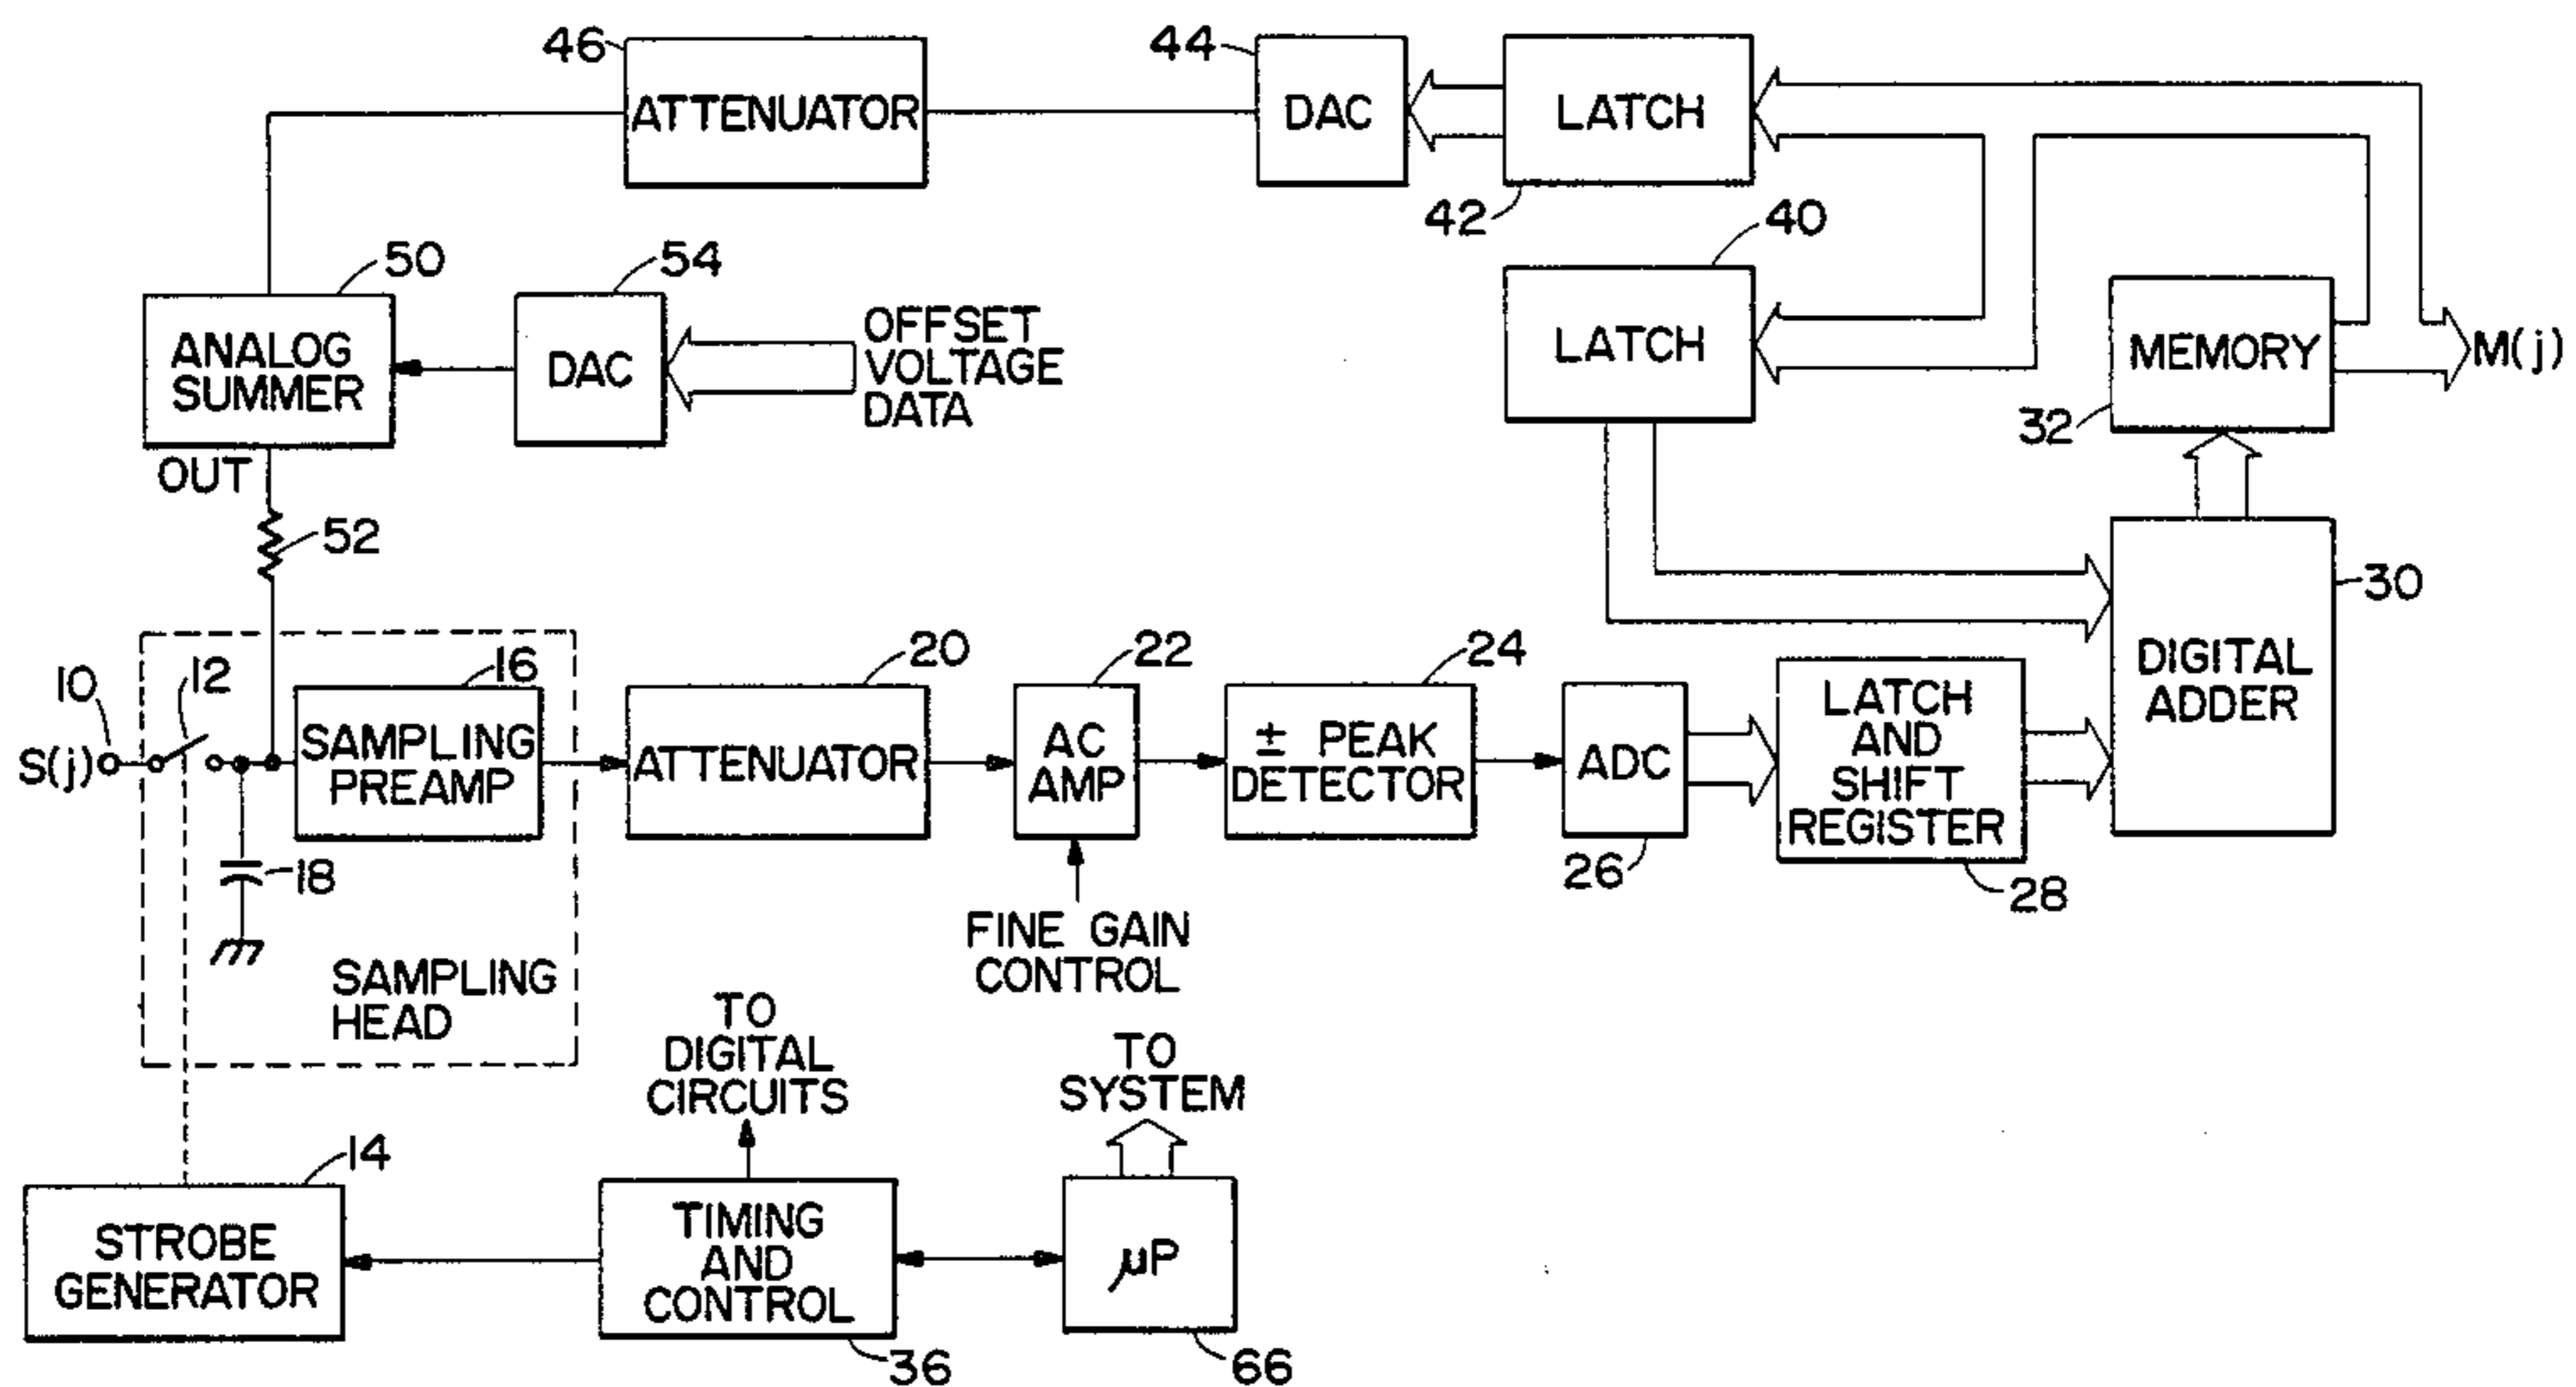 46
ATTENUATOR
44
DAC
LATCH
42
40
LATCH
50
ANALOG
SUMMER
OUT
54
DAC
OFFSET
VOLTAGE
DATA
MEMORY
32
M(j)
52
30
DIGITAL
ADDER
10
S(j)
12
16
SAMPLING
PREAMP
18
SAMPLING
HEAD
20
ATTENUATOR
22
AC
AMP
FINE GAIN
CONTROL
24
± PEAK
DETECTOR
ADC
26
LATCH
AND
SHIFT
REGISTER
28
14
STROBE
GENERATOR
TO
DIGITAL
CIRCUITS
TIMING
AND
CONTROL
36
TO
SYSTEM
μP
66